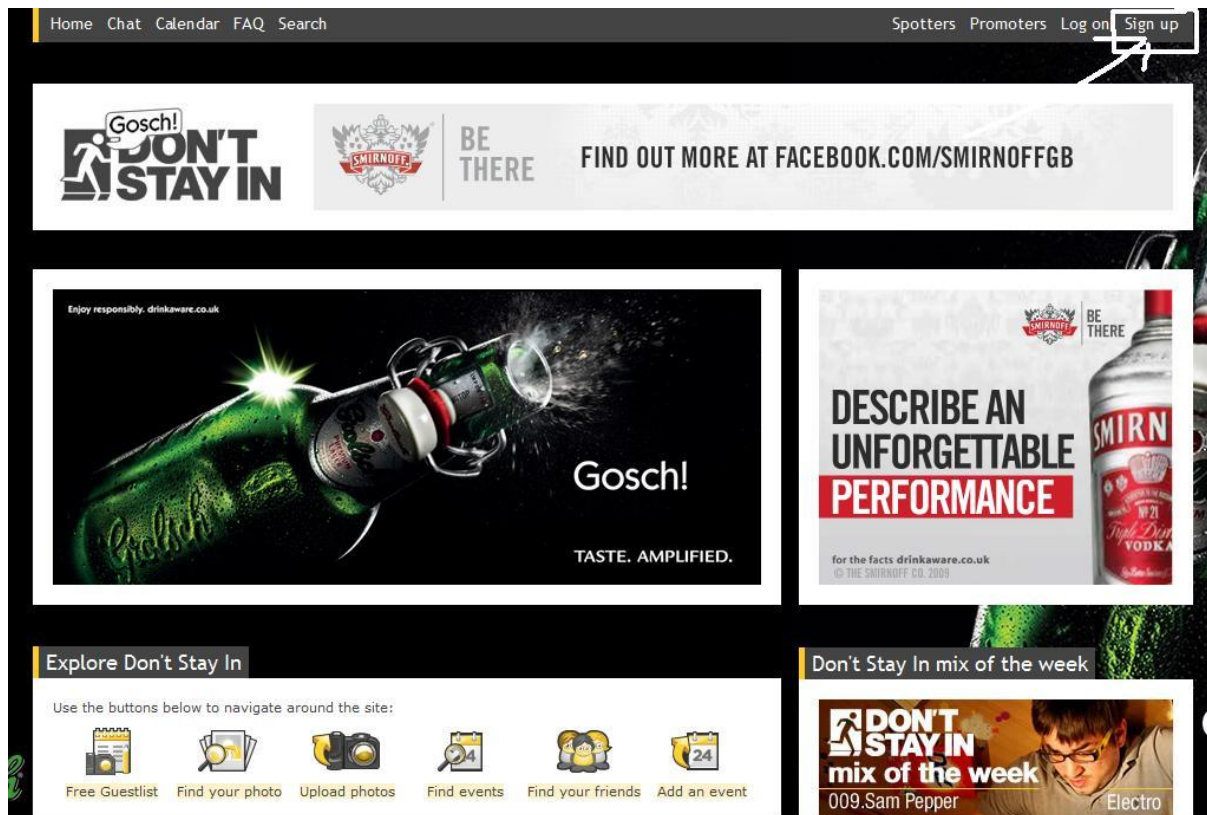 Home Chat Calendar FAQ Search
Spotters Promoters Log on Sign up
Gosch!
DON'T
STAY IN
SMIRNOFF
BE
THERE
FIND OUT MORE AT FACEBOOK.COM/SMIRNOFFGB
Enjoy responsibly. drinkaware.co.uk
Grolsch
Gosch!
TASTE. AMPLIFIED.
SMIRNOFF
BE
THERE
DESCRIBE AN
UNFORGETTABLE
PERFORMANCE
for the facts drinkaware.co.uk
© THE SMIRNOFF CO. 2009
SMIRN
Nº 21
VODKA
Explore Don't Stay In
Use the buttons below to navigate around the site:
24
Free Guestlist Find your photo Upload photos Find events Find your friends Add an event
Don't Stay In mix of the week
DON'T
STAY IN
mix of the week
009.Sam Pepper
Electro